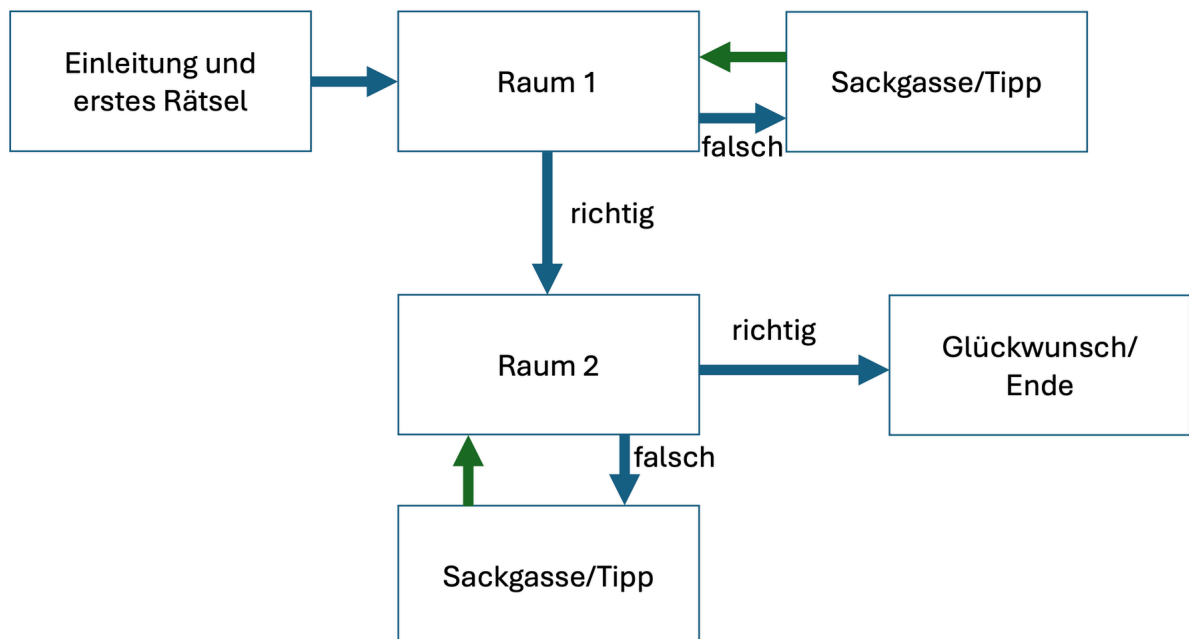 Einleitung und
erstes Rätsel
Raum 1
Sackgasse/Tipp
falsch
richtig
Raum 2
richtig
Glückwunsch/
Ende
falsch
Sackgasse/Tipp